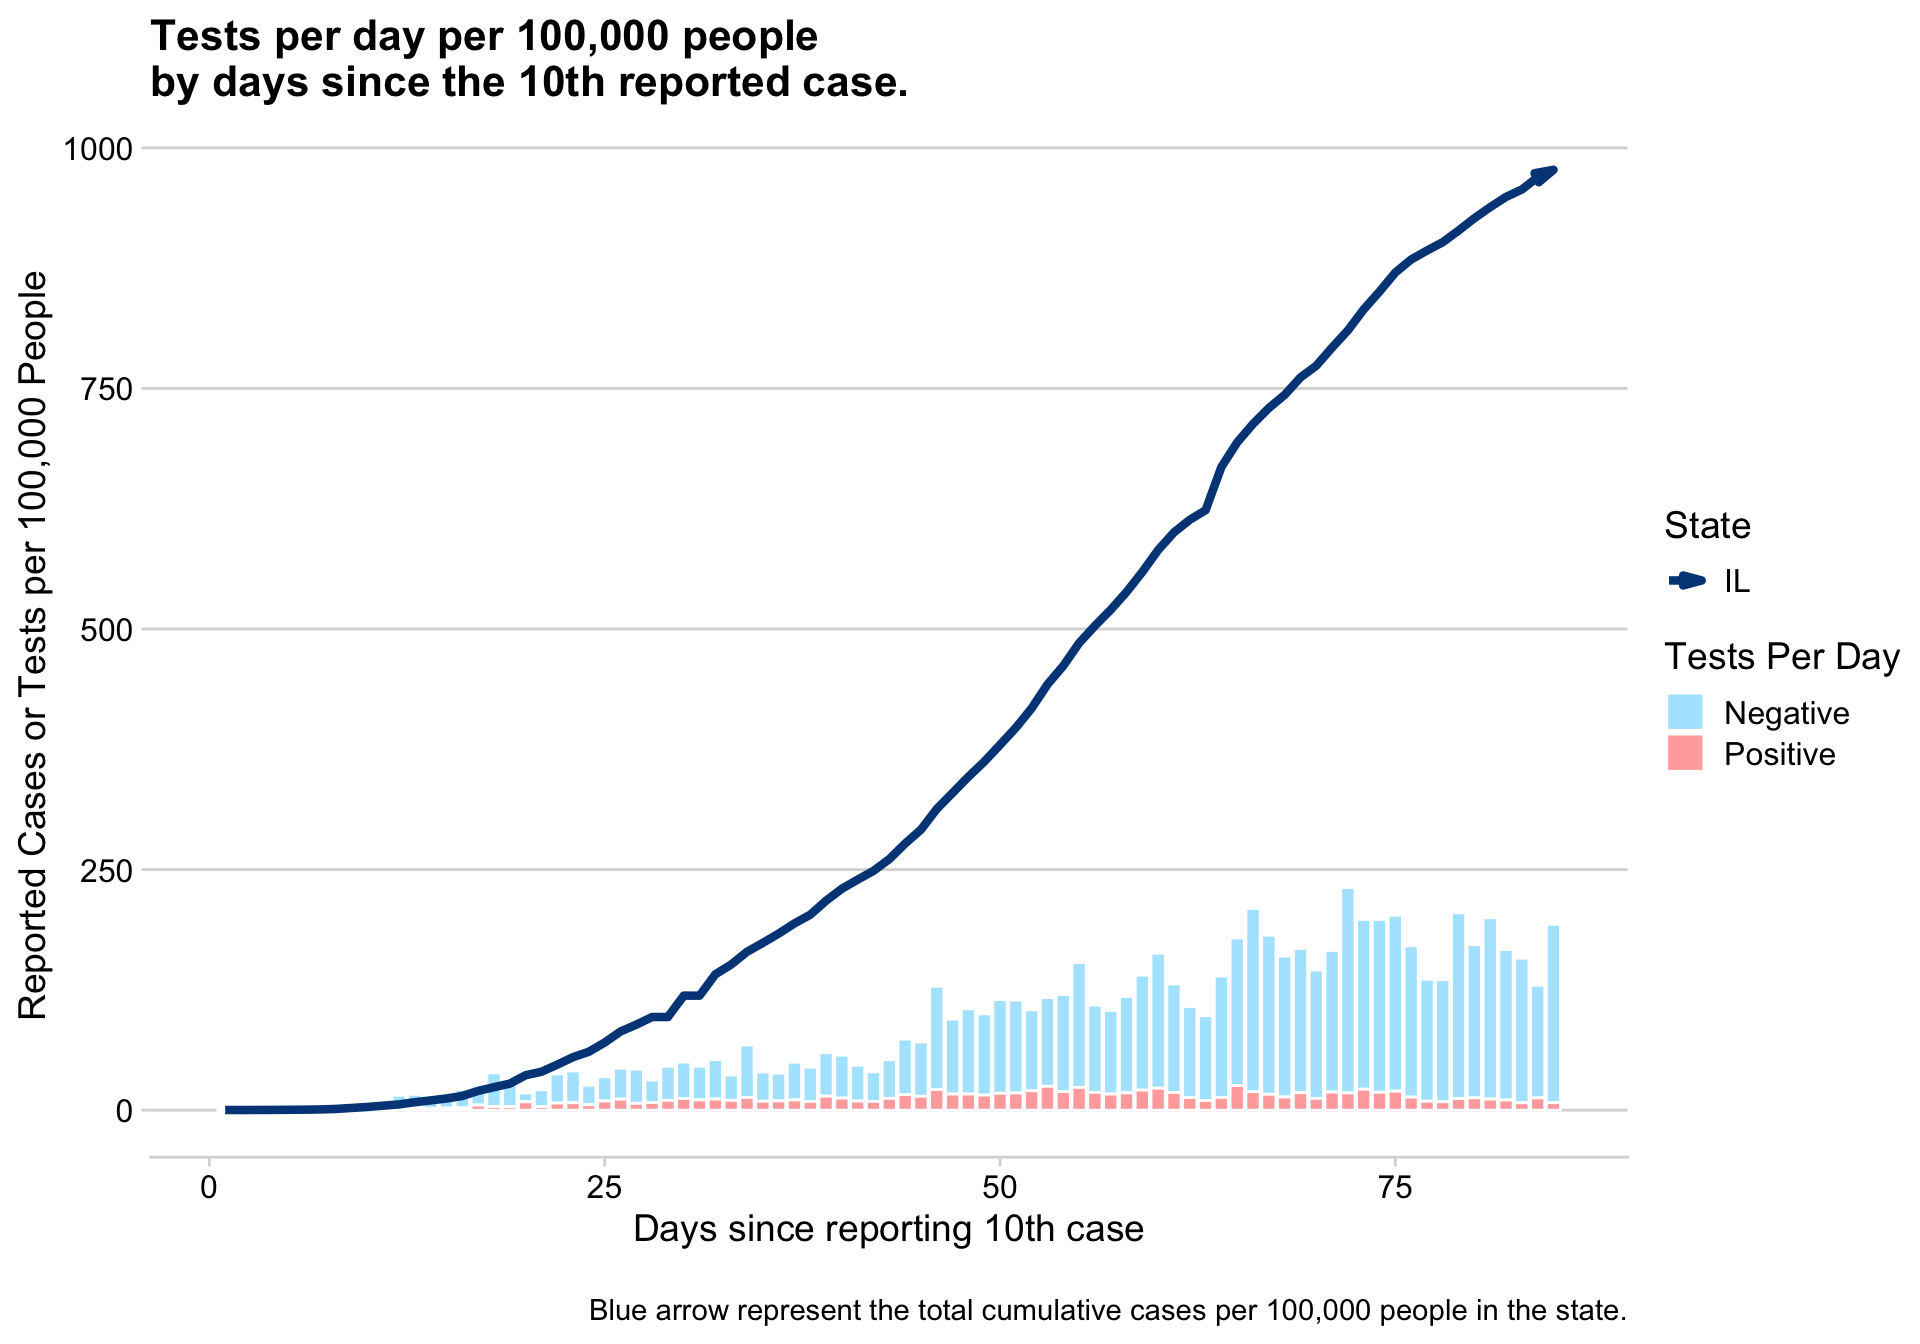 Tests per day per 100,000 people
by days since the 10th reported case.
Reported Cases or Tests per 100,000 People
1000
750
500
250
0
0
25
50
75
Days since reporting 10th case
State
IL
Tests Per Day
Negative
Positive
Blue arrow represent the total cumulative cases per 100,000 people in the state.